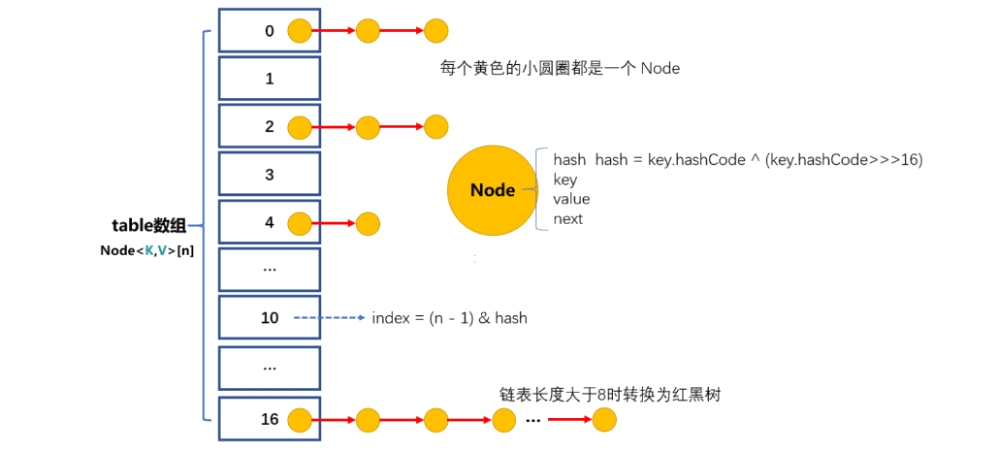 0
每个黄色的小圆圈都是一个 Node
1
2
3
hash hash = key.hashCode ^ (key.hashCode>>>16)
key
Node
value
next
table数组
Node<K,V>[n]
4
...
10
index = (n - 1) & hash
...
链表长度大于8时转换为红黑树
16
...